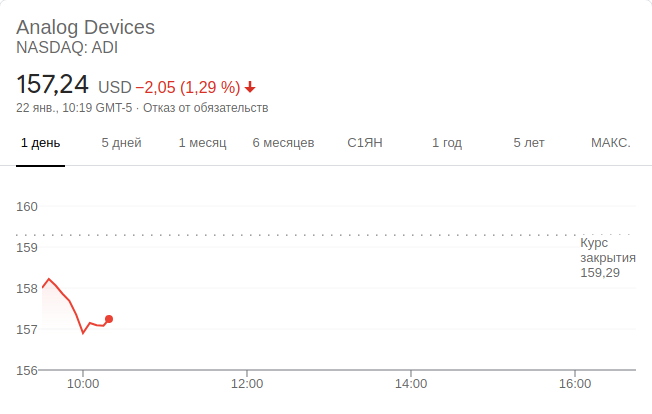 Analog Devices
NASDAQ: ADI
157,24 USD −2,05 (1,29 %)
22 янв., 10:19 GMT-5 · Отказ от обязательств
1 день 5 дней 1 месяц 6 месяцев С1ЯН 1 год 5 лет МАКС.
160
159
158
157
156
Курс
закрытия
159,29
10:00 12:00 14:00 16:00